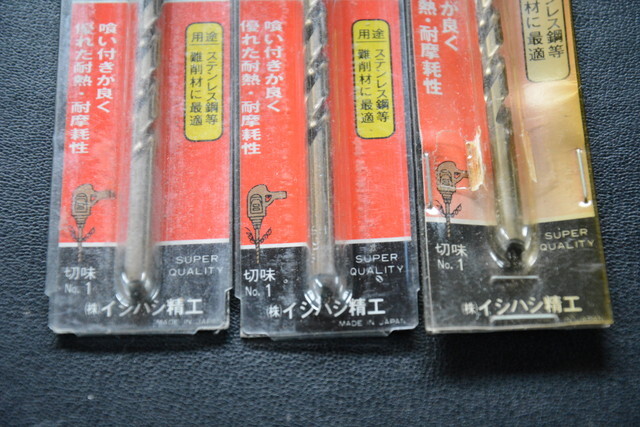 喰い付きが良く
優れた耐熱・耐摩耗性
用途
ステンレス鋼等
難削材に最適
切味
No.1
SUPER
QUALITY
(株)イシハシ精工
喰い付きが良く
優れた耐熱・耐摩耗性
用途
ステンレス鋼等
難削材に最適
切味
No.1
SUPER
QUALITY
(株)イシハシ精工
MADE IN JAPAN
が良く
熱・耐摩耗性
ンレス鋼等
材に最適
切味
No.1
SUPER
QUALITY
(株)イシハシ精工